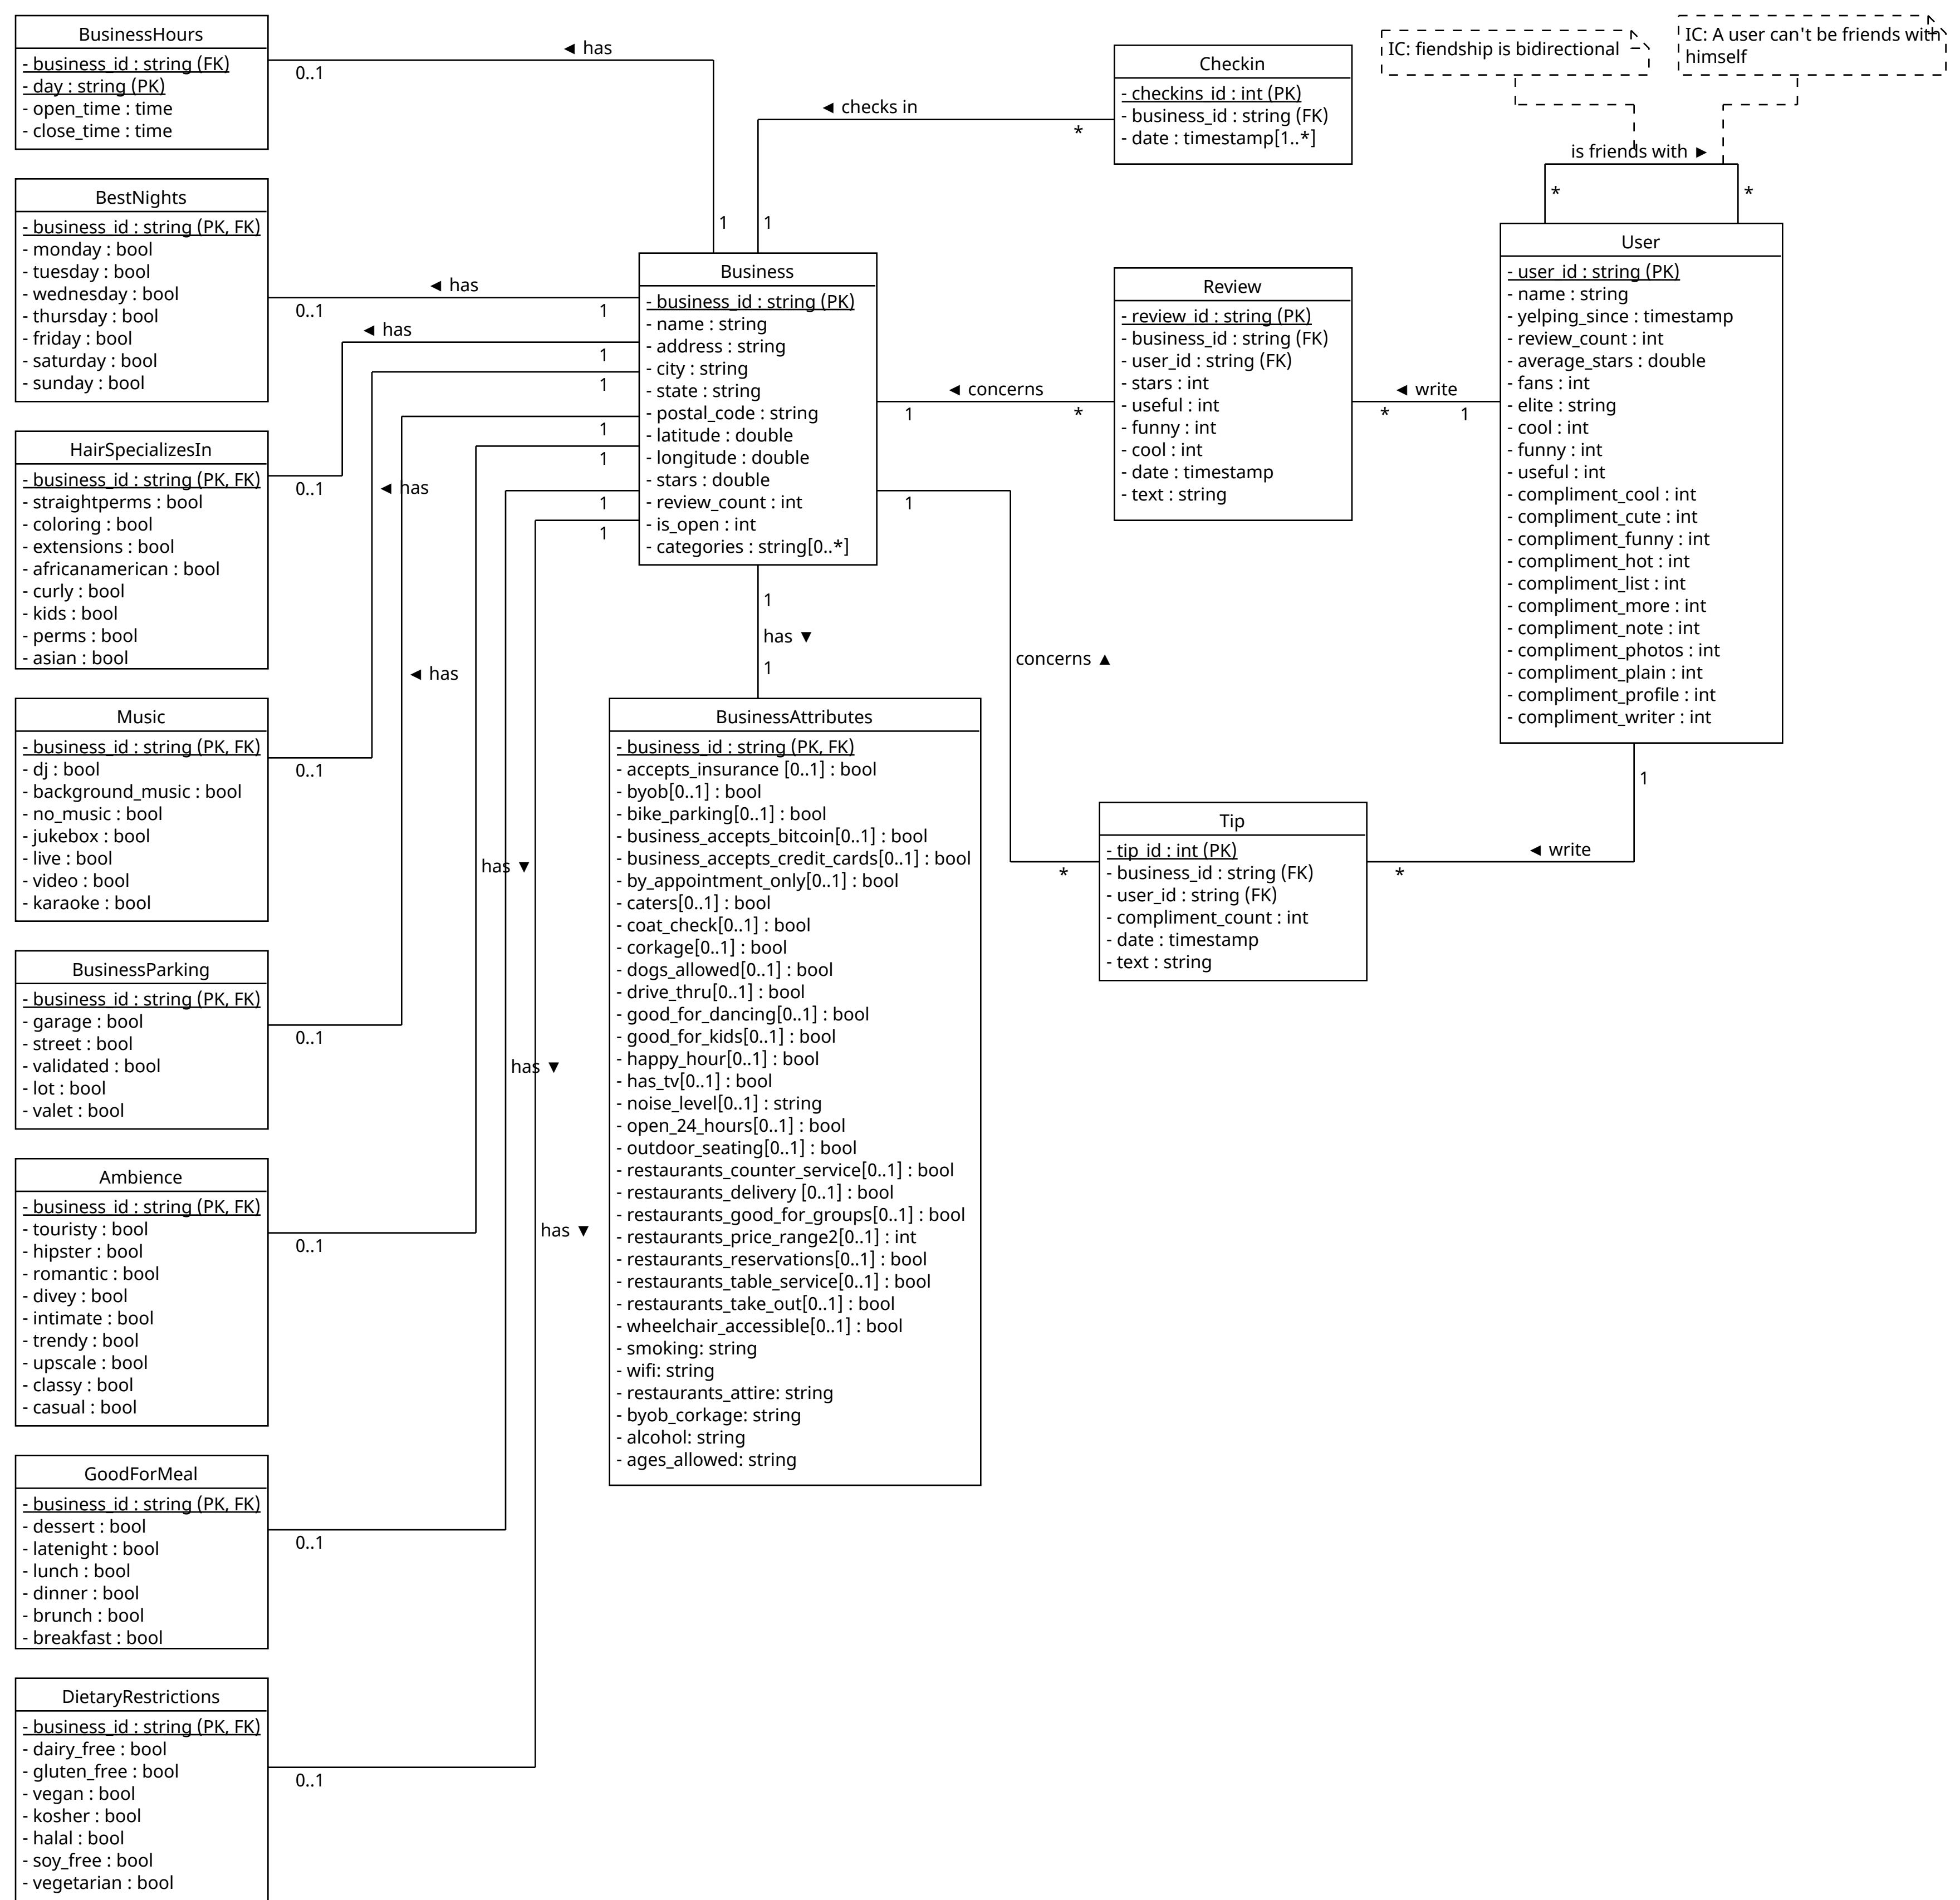 BusinessHours
- business_id : string (FK)
- day : string (PK)
- open_time : time
- close_time : time
◄ has
0..1
1
Checkin
- checkins_id : int (PK)
- business_id : string (FK)
- date : timestamp[1..*]
◄ checks in
*
1
IC: fiendship is bidirectional
IC: A user can't be friends with
himself
is friends with ►
*
*
BestNights
- business_id : string (PK, FK)
- monday : bool
- tuesday : bool
- wednesday : bool
- thursday : bool
- friday : bool
- saturday : bool
- sunday : bool
◄ has
0..1
1
Business
- business_id : string (PK)
- name : string
- address : string
- city : string
- state : string
- postal_code : string
- latitude : double
- longitude : double
- stars : double
- review_count : int
- is_open : int
- categories : string[0..*]
Review
- review_id : string (PK)
- business_id : string (FK)
- user_id : string (FK)
- stars : int
- useful : int
- funny : int
- cool : int
- date : timestamp
- text : string
◄ concerns
1
*
◄ write
*
1
User
- user_id : string (PK)
- name : string
- yelping_since : timestamp
- review_count : int
- average_stars : double
- fans : int
- elite : string
- cool : int
- funny : int
- useful : int
- compliment_cool : int
- compliment_cute : int
- compliment_funny : int
- compliment_hot : int
- compliment_list : int
- compliment_more : int
- compliment_note : int
- compliment_photos : int
- compliment_plain : int
- compliment_profile : int
- compliment_writer : int
HairSpecializesIn
- business_id : string (PK, FK)
- straightperms : bool
- coloring : bool
- extensions : bool
- africanamerican : bool
- curly : bool
- kids : bool
- perms : bool
- asian : bool
◄ has
0..1
1
Music
- business_id : string (PK, FK)
- dj : bool
- background_music : bool
- no_music : bool
- jukebox : bool
- live : bool
- video : bool
- karaoke : bool
◄ has
0..1
1
BusinessParking
- business_id : string (PK, FK)
- garage : bool
- street : bool
- validated : bool
- lot : bool
- valet : bool
◄ has
0..1
1
Ambience
- business_id : string (PK, FK)
- touristy : bool
- hipster : bool
- romantic : bool
- divey : bool
- intimate : bool
- trendy : bool
- upscale : bool
- classy : bool
- casual : bool
has ▼
0..1
1
GoodForMeal
- business_id : string (PK, FK)
- dessert : bool
- latenight : bool
- lunch : bool
- dinner : bool
- brunch : bool
- breakfast : bool
has ▼
0..1
1
DietaryRestrictions
- business_id : string (PK, FK)
- dairy_free : bool
- gluten_free : bool
- vegan : bool
- kosher : bool
- halal : bool
- soy_free : bool
- vegetarian : bool
has ▼
0..1
1
1
has ▼
1
BusinessAttributes
- business_id : string (PK, FK)
- accepts_insurance [0..1] : bool
- byob[0..1] : bool
- bike_parking[0..1] : bool
- business_accepts_bitcoin[0..1] : bool
- business_accepts_credit_cards[0..1] : bool
- by_appointment_only[0..1] : bool
- caters[0..1] : bool
- coat_check[0..1] : bool
- corkage[0..1] : bool
- dogs_allowed[0..1] : bool
- drive_thru[0..1] : bool
- good_for_dancing[0..1] : bool
- good_for_kids[0..1] : bool
- happy_hour[0..1] : bool
- has_tv[0..1] : bool
- noise_level[0..1] : string
- open_24_hours[0..1] : bool
- outdoor_seating[0..1] : bool
- restaurants_counter_service[0..1] : bool
- restaurants_delivery [0..1] : bool
- restaurants_good_for_groups[0..1] : bool
- restaurants_price_range2[0..1] : int
- restaurants_reservations[0..1] : bool
- restaurants_table_service[0..1] : bool
- restaurants_take_out[0..1] : bool
- wheelchair_accessible[0..1] : bool
- smoking: string
- wifi: string
- restaurants_attire: string
- byob_corkage: string
- alcohol: string
- ages_allowed: string
1
concerns ▲
*
Tip
- tip_id : int (PK)
- business_id : string (FK)
- user_id : string (FK)
- compliment_count : int
- date : timestamp
- text : string
1
◄ write
*